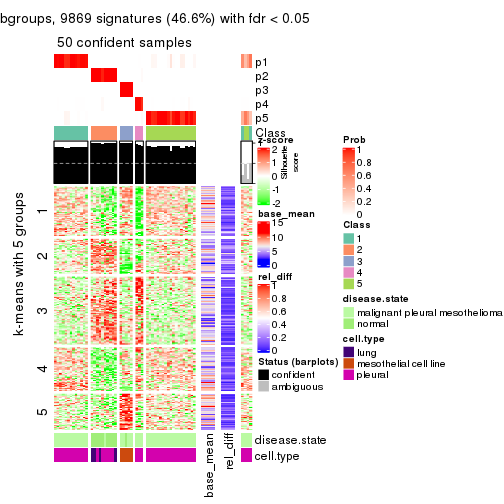 bgroups, 9869 signatures (46.6%) with fdr < 0.05
50 confident samples
p1
p2
p3
p4
p5
Class
k-means with 5 groups
1
2
3
4
5
base_mean
rel_diff
disease.state
cell.type
z-score
2
1
0
-1
-2
Silhouette
score
1
base_mean
15
10
5
0
rel_diff
1
0.8
0.6
0.4
0.2
0
Status (barplots)
confident
ambiguous
Prob
1
0.8
0.6
0.4
0.2
0
Class
1
2
3
4
5
disease.state
malignant pleural mesothelioma
normal
cell.type
lung
mesothelial cell line
pleural